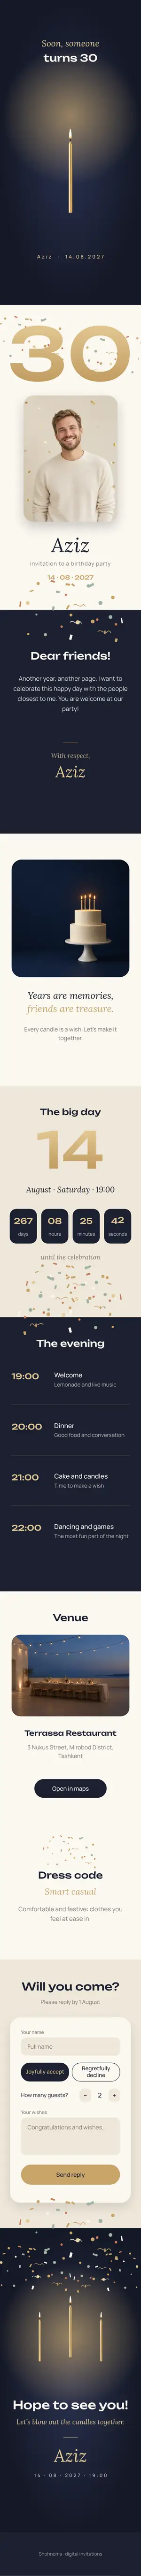 Soon, someone
turns 30
Aziz · 14.08.2027
30
Aziz
invitation to a birthday party
14 · 08 · 2027
Dear friends!
Another year, another page. I want to
celebrate this happy day with the people
closest to me. You are welcome at our
party!
With respect,
Aziz
Years are memories,
friends are treasure.
Every candle is a wish. Let's make it
together.
The big day
14
August · Saturday · 19:00
267 08 25 42
days hours minutes seconds
until the celebration
The evening
19:00 Welcome
Lemonade and live music
20:00 Dinner
Good food and conversation
21:00 Cake and candles
Time to make a wish
22:00 Dancing and games
The most fun part of the night
Venue
Terrassa Restaurant
3 Nukus Street, Mirobod District,
Tashkent
Open in maps
Dress code
Smart casual
Comfortable and festive: clothes you
feel at ease in.
Will you come?
Please reply by 1 August
Your name
Full name
Joyfully accept
Regretfully
decline
How many guests? − 2 +
Your wishes
Congratulations and wishes...
Send reply
Hope to see you!
Let's blow out the candles together.
Aziz
14 · 08 · 2027 · 19:00
Shunnoma · digital invitations